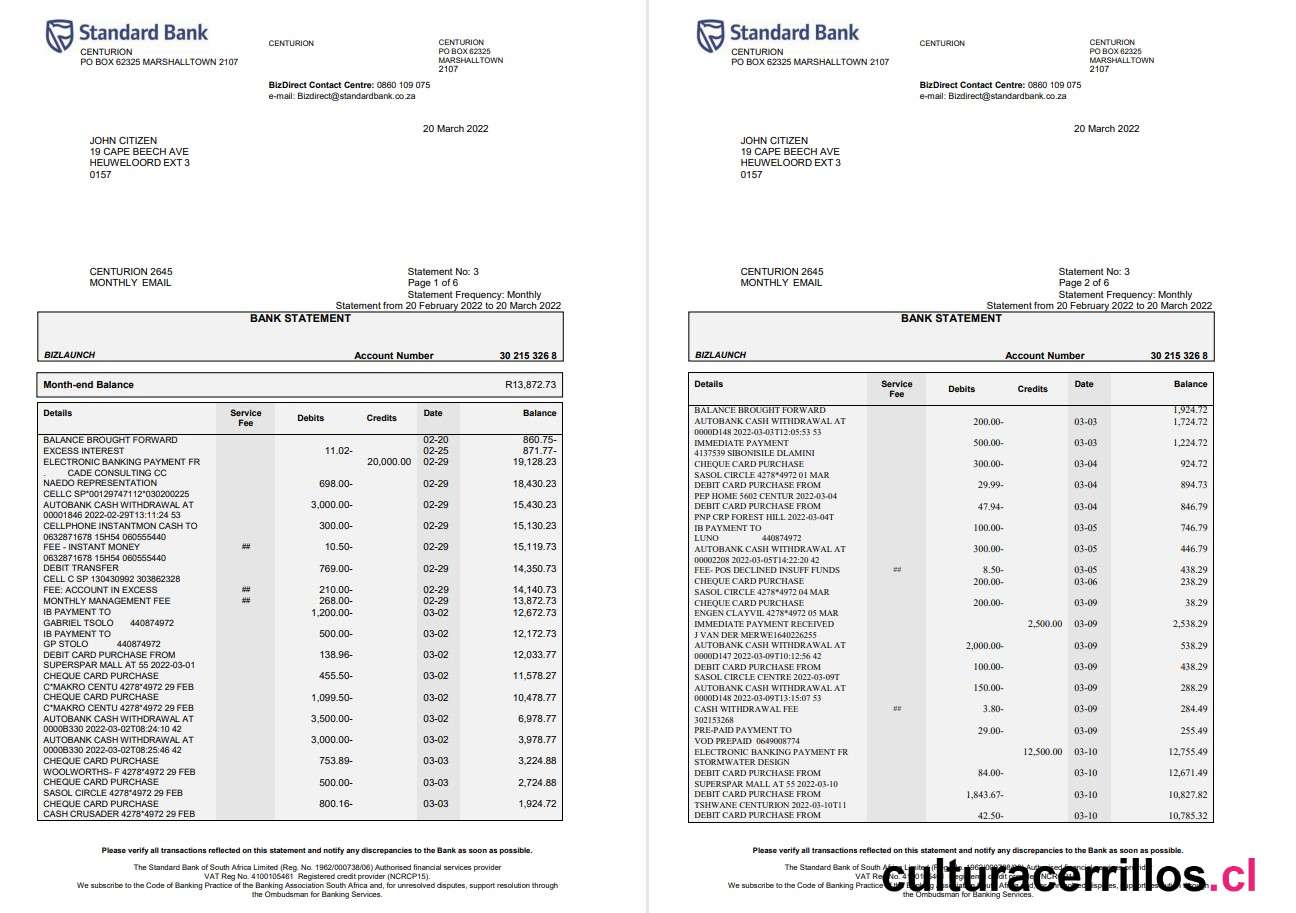 Standard Bank
CENTURION
PO BOX 62325 MARSHALLTOWN 2107
CENTURION
CENTURION
PO BOX 62325
MARSHALLTOWN
2107
BizDirect Contact Centre: 0860 109 075
e-mail: Bizdirect@standardbank.co.za
20 March 2022
JOHN CITIZEN
19 CAPE BEECH AVE
HEUWELOORD EXT 3
0157
CENTURION 2645
MONTHLY EMAIL
Statement No: 3
Page 1 of 6
Statement Frequency: Monthly
Statement from 20 February 2022 to 20 March 2022
BANK STATEMENT
BIZLAUNCH Account Number 30 215 326 8
Month-end Balance R13,872.73
Details Service Fee Debits Credits Date Balance
BALANCE BROUGHT FORWARD 02-20 860.75-
EXCESS INTEREST 11.02- 02-25 871.77-
ELECTRONIC BANKING PAYMENT FR 20,000.00 02-29 19,128.23
. CADE CONSULTING CC
NAEDO REPRESENTATION 698.00- 02-29 18,430.23
CELLC SP*00129747112*030200225
AUTOBANK CASH WITHDRAWAL AT 3,000.00- 02-29 15,430.23
00001846 2022-02-29T13:11:24 53
CELLPHONE INSTANTMON CASH TO 300.00- 02-29 15,130.23
0632871678 15H54 060555440
FEE - INSTANT MONEY ## 10.50- 02-29 15,119.73
0632871678 15H54 060555440
DEBIT TRANSFER 769.00- 02-29 14,350.73
CELL C SP 130430992 303862328
FEE: ACCOUNT IN EXCESS ## 210.00- 02-29 14,140.73
MONTHLY MANAGEMENT FEE ## 268.00- 02-29 13,872.73
IB PAYMENT TO 1,200.00- 03-02 12,672.73
GABRIEL TSOLO 440874972
IB PAYMENT TO 500.00- 03-02 12,172.73
GP STOLO 440874972
DEBIT CARD PURCHASE FROM 138.96- 03-02 12,033.77
SUPERSPAR MALL AT 55 2022-03-01
CHEQUE CARD PURCHASE 455.50- 03-02 11,578.27
C*MAKRO CENTU 4278*4972 29 FEB
CHEQUE CARD PURCHASE 1,099.50- 03-02 10,478.77
C*MAKRO CENTU 4278*4972 29 FEB
AUTOBANK CASH WITHDRAWAL AT 3,500.00- 03-02 6,978.77
0000B330 2022-03-02T08:24:10 42
AUTOBANK CASH WITHDRAWAL AT 3,000.00- 03-02 3,978.77
0000B330 2022-03-02T08:25:46 42
CHEQUE CARD PURCHASE 753.89- 03-03 3,224.88
WOOLWORTHS- F 4278*4972 29 FEB
CHEQUE CARD PURCHASE 500.00- 03-03 2,724.88
SASOL CIRCLE 4278*4972 29 FEB
CHEQUE CARD PURCHASE 800.16- 03-03 1,924.72
CASH CRUSADER 4278*4972 29 FEB
Please verify all transactions reflected on this statement and notify any discrepancies to the Bank as soon as possible.
The Standard Bank of South Africa Limited (Reg. No. 1962/000738/06) Authorised financial services provider
VAT Reg No. 4100105461 Registered credit provider (NCRCP15).
We subscribe to the Code of Banking Practice of the Banking Association South Africa and, for unresolved disputes, support resolution through
the Ombudsman for Banking Services.
Standard Bank
CENTURION
PO BOX 62325 MARSHALLTOWN 2107
CENTURION
CENTURION
PO BOX 62325
MARSHALLTOWN
2107
BizDirect Contact Centre: 0860 109 075
e-mail: Bizdirect@standardbank.co.za
20 March 2022
JOHN CITIZEN
19 CAPE BEECH AVE
HEUWELOORD EXT 3
0157
CENTURION 2645
MONTHLY EMAIL
Statement No: 3
Page 2 of 6
Statement Frequency: Monthly
Statement from 20 February 2022 to 20 March 2022
BANK STATEMENT
BIZLAUNCH Account Number 30 215 326 8
Details Service Fee Debits Credits Date Balance
BALANCE BROUGHT FORWARD 1,924.72
AUTOBANK CASH WITHDRAWAL AT 200.00- 03-03 1,724.72
0000D148 2022-03-03T12:05:53 53
IMMEDIATE PAYMENT 500.00- 03-03 1,224.72
4137539 SIBONISILE DLAMINI
CHEQUE CARD PURCHASE 300.00- 03-04 924.72
SASOL CIRCLE 4278*4972 01 MAR
DEBIT CARD PURCHASE FROM 29.99- 03-04 894.73
PEP HOME 5602 CENTUR 2022-03-04
DEBIT CARD PURCHASE FROM 47.94- 03-04 846.79
PNP CRP FOREST HILL 2022-03-04T
IB PAYMENT TO 100.00- 03-05 746.79
LUNO 440874972
AUTOBANK CASH WITHDRAWAL AT 300.00- 03-05 446.79
00002208 2022-03-05T14:22:20 42
FEE- POS DECLINED INSUFF FUNDS ## 8.50- 03-05 438.29
CHEQUE CARD PURCHASE 200.00- 03-06 238.29
SASOL CIRCLE 4278*4972 04 MAR
CHEQUE CARD PURCHASE 200.00- 03-09 38.29
ENGEN CLAYVIL 4278*4972 05 MAR
IMMEDIATE PAYMENT RECEIVED 2,500.00 03-09 2,538.29
J VAN DER MERWE1640226255
AUTOBANK CASH WITHDRAWAL AT 2,000.00- 03-09 538.29
0000D147 2022-03-09T10:12:56 42
DEBIT CARD PURCHASE FROM 100.00- 03-09 438.29
SASOL CIRCLE CENTRE 2022-03-09T
AUTOBANK CASH WITHDRAWAL AT 150.00- 03-09 288.29
0000D148 2022-03-09T13:15:07 53
CASH WITHDRAWAL FEE ## 3.80- 03-09 284.49
302153268
PRE-PAID PAYMENT TO 29.00- 03-09 255.49
VOD PREPAID 0649008774
ELECTRONIC BANKING PAYMENT FR 12,500.00 03-10 12,755.49
STORMWATER DESIGN
DEBIT CARD PURCHASE FROM 84.00- 03-10 12,671.49
SUPERSPAR MALL AT 55 2022-03-10
DEBIT CARD PURCHASE FROM 1,843.67- 03-10 10,827.82
TSHWANE CENTURION 2022-03-10T11
DEBIT CARD PURCHASE FROM 42.50- 03-10 10,785.32
Please verify all transactions reflected on this statement and notify any discrepancies to the Bank as soon as possible.
The Standard Bank of South
VAT
We subscribe to the Code of Banking Practice
the Ombudsman for Banking Services.
culturacerrillos.cl